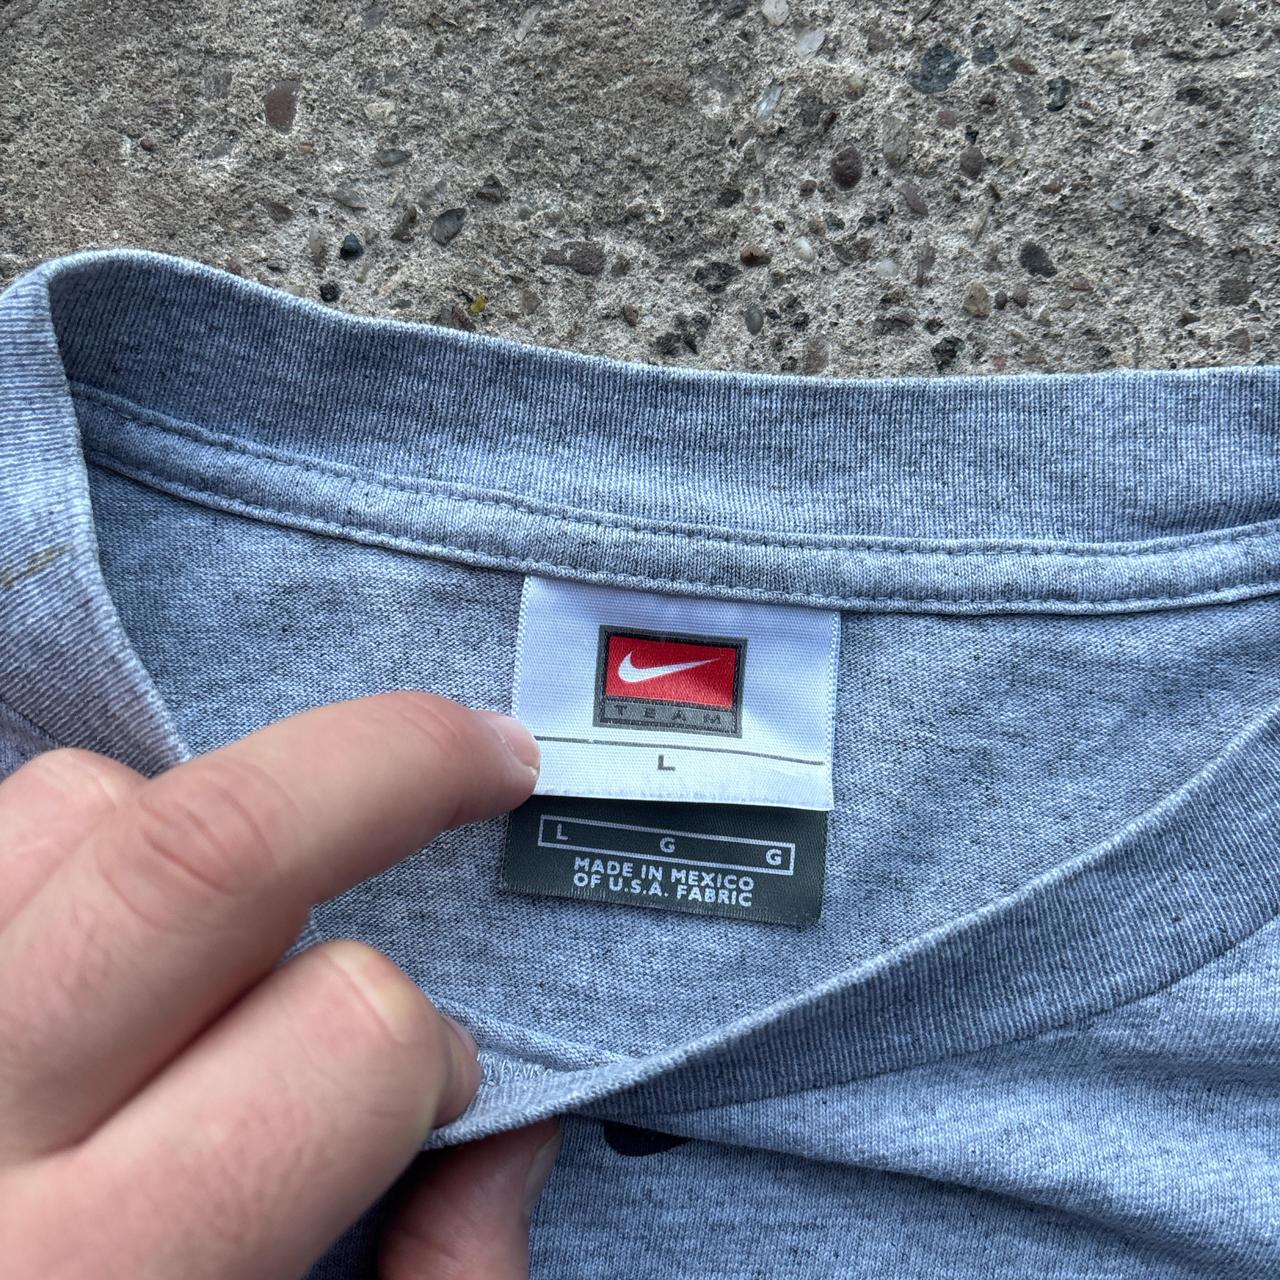 TEAM
L
L G G
MADE IN MEXICO
OF U.S.A. FABRIC